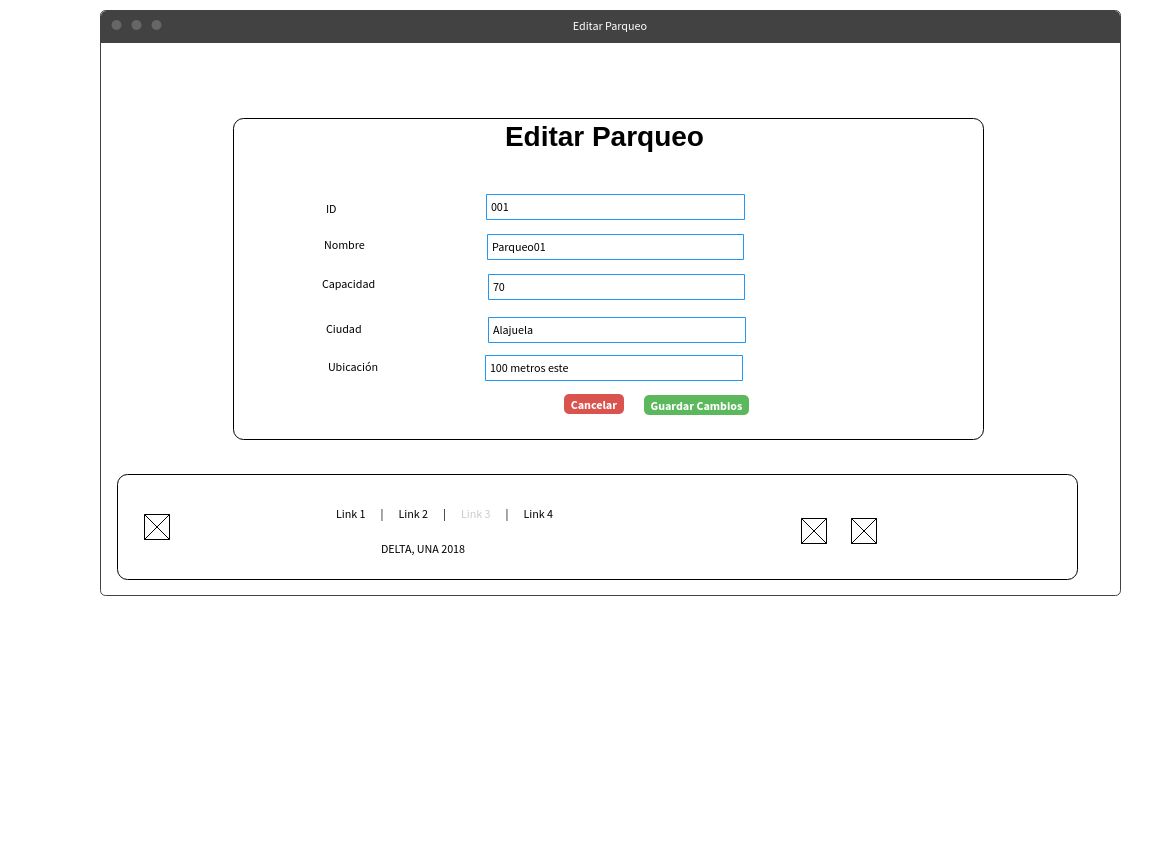 Editar Parqueo
Editar Parqueo
ID 001
Nombre Parqueo01
Capacidad 70
Ciudad Alajuela
Ubicación 100 metros este
Cancelar Guardar Cambios
Link 1 | Link 2 | Link 3 | Link 4
DELTA, UNA 2018